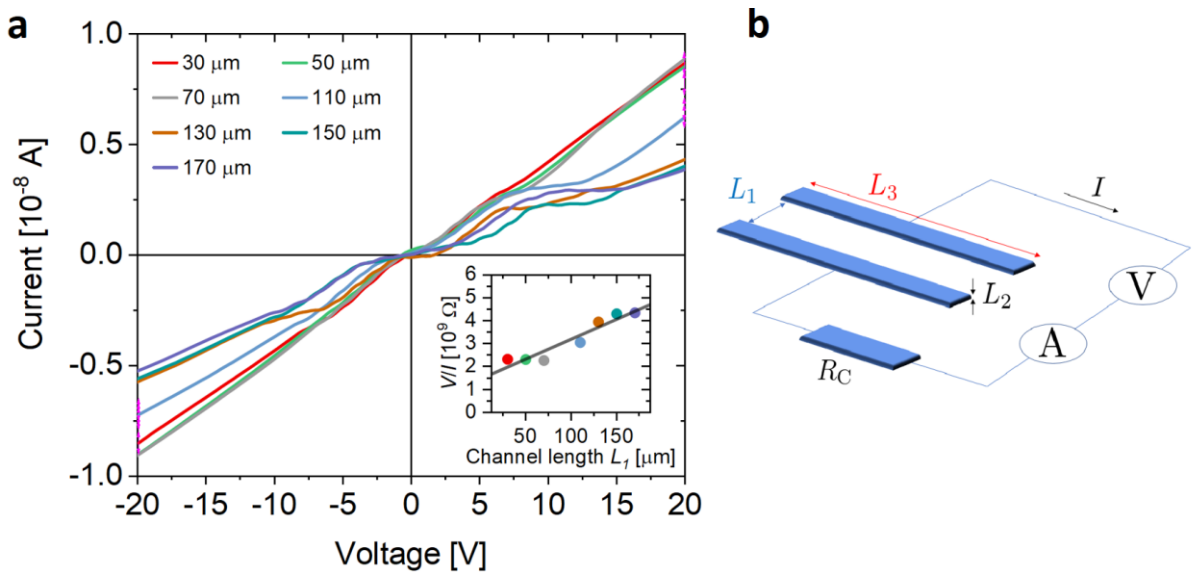 a
b
1.0
0.5
0.0
-0.5
-1.0
Current [10⁻⁸ A]
30 μm
50 μm
70 μm
110 μm
130 μm
150 μm
170 μm
-20 -15 -10 -5 0 5 10 15 20
Voltage [V]
6
5
4
3
2
1
0
V/I [10⁹ Ω]
50 100 150
Channel length L₁ [μm]
L₁
L₃
I
V
L₂
A
R_C